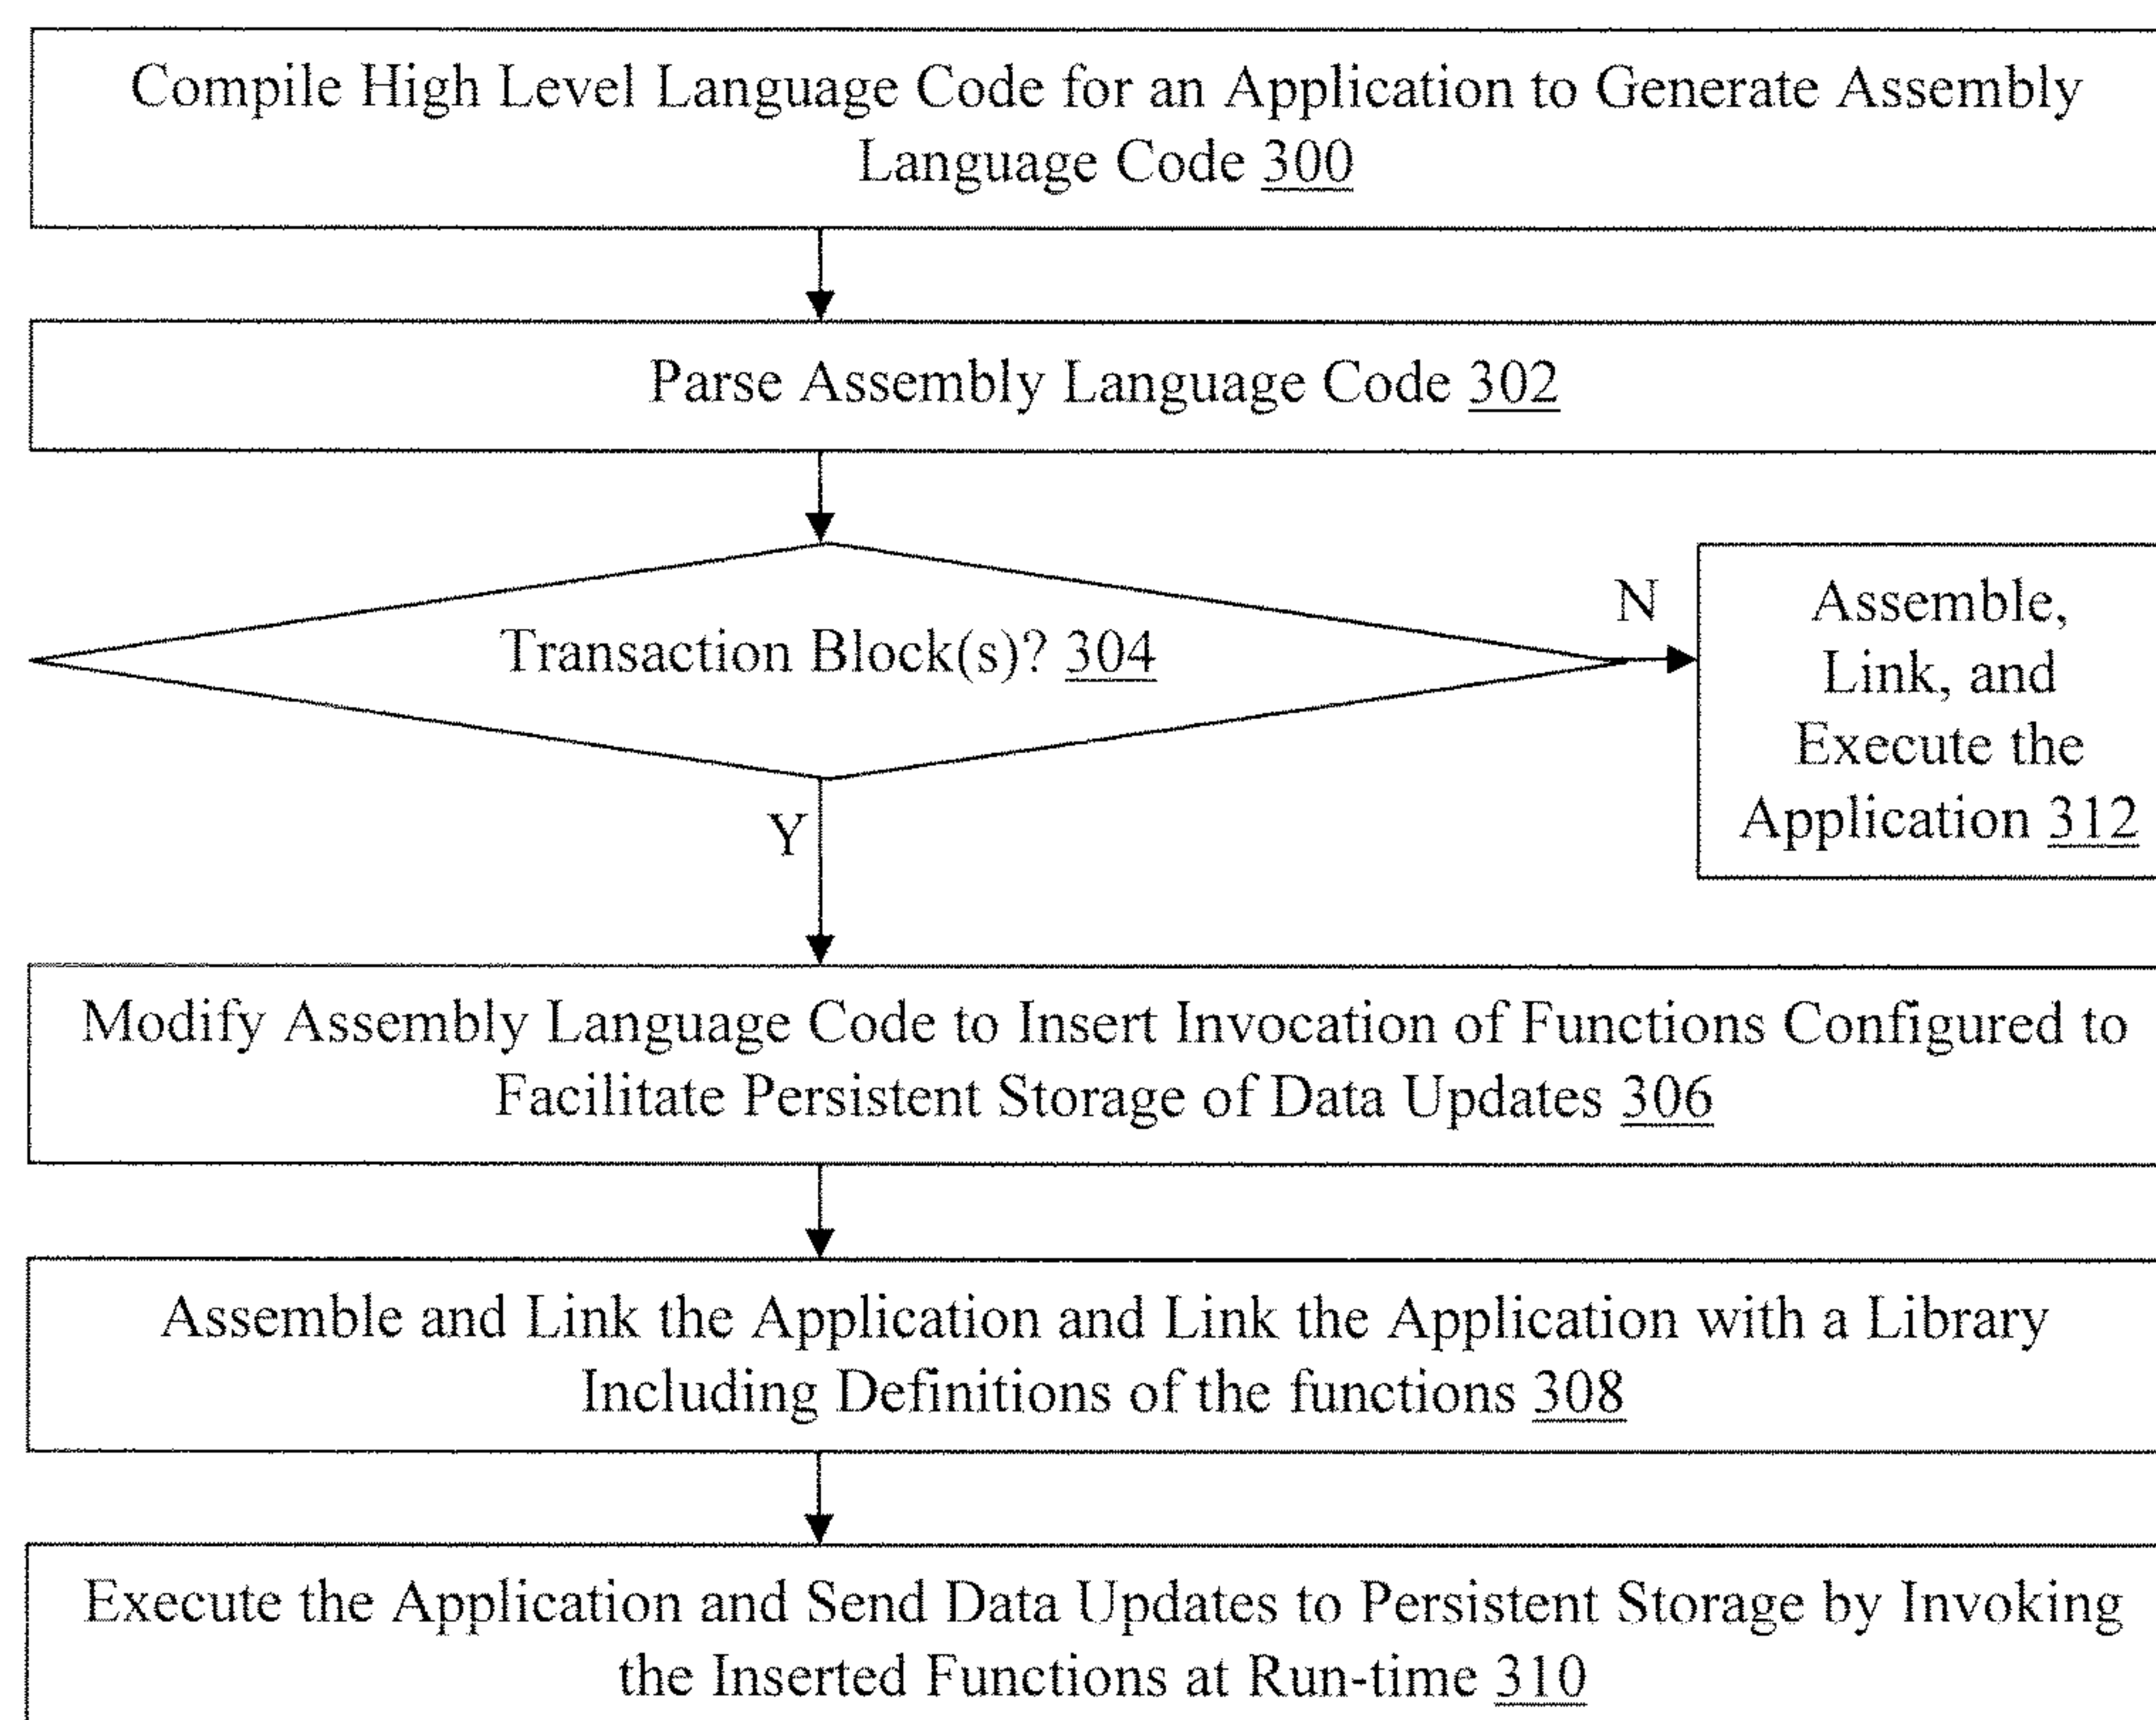 Compile High Level Language Code for an Application to Generate Assembly
Language Code 300
Parse Assembly Language Code 302
Transaction Block(s)? 304
N
Assemble,
Link, and
Execute the
Application 312
Y
Modify Assembly Language Code to Insert Invocation of Functions Configured to
Facilitate Persistent Storage of Data Updates 306
Assemble and Link the Application and Link the Application with a Library
Including Definitions of the functions 308
Execute the Application and Send Data Updates to Persistent Storage by Invoking
the Inserted Functions at Run-time 310